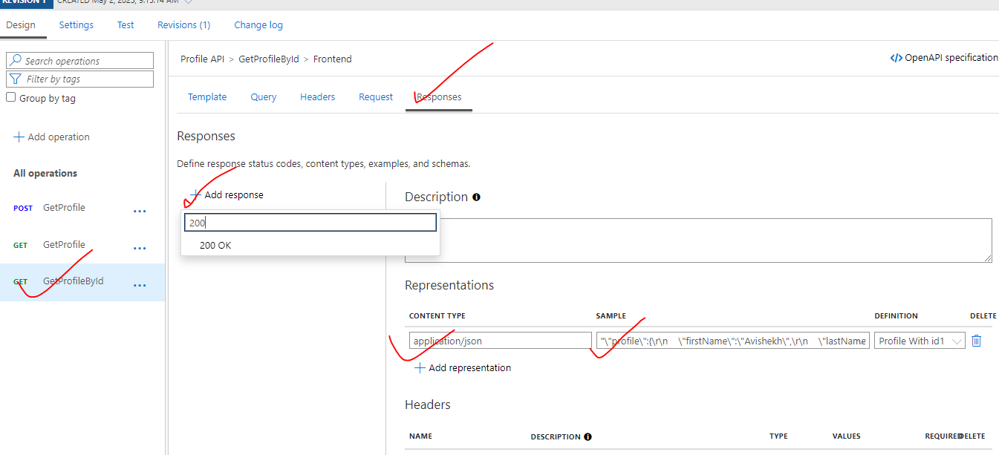 REVISION 1 CREATED May 2, 2023, 9:15:14 AM
Design Settings Test Revisions (1) Change log
Search operations
Filter by tags
Group by tag
Add operation
All operations
POST GetProfile ...
GET GetProfile ...
GET GetProfileById ...
Profile API > GetProfileById > Frontend
OpenAPI specification
Template Query Headers Request Responses
Responses
Define response status codes, content types, examples, and schemas.
Add response
200
200 OK
Description
Representations
CONTENT TYPE SAMPLE DEFINITION DELETE
application/json "\"profile\":{\r\n \"firstName\":\"Avishekh\",\r\n \"lastName Profile With id1
Add representation
Headers
NAME DESCRIPTION TYPE VALUES REQUIRED DELETE